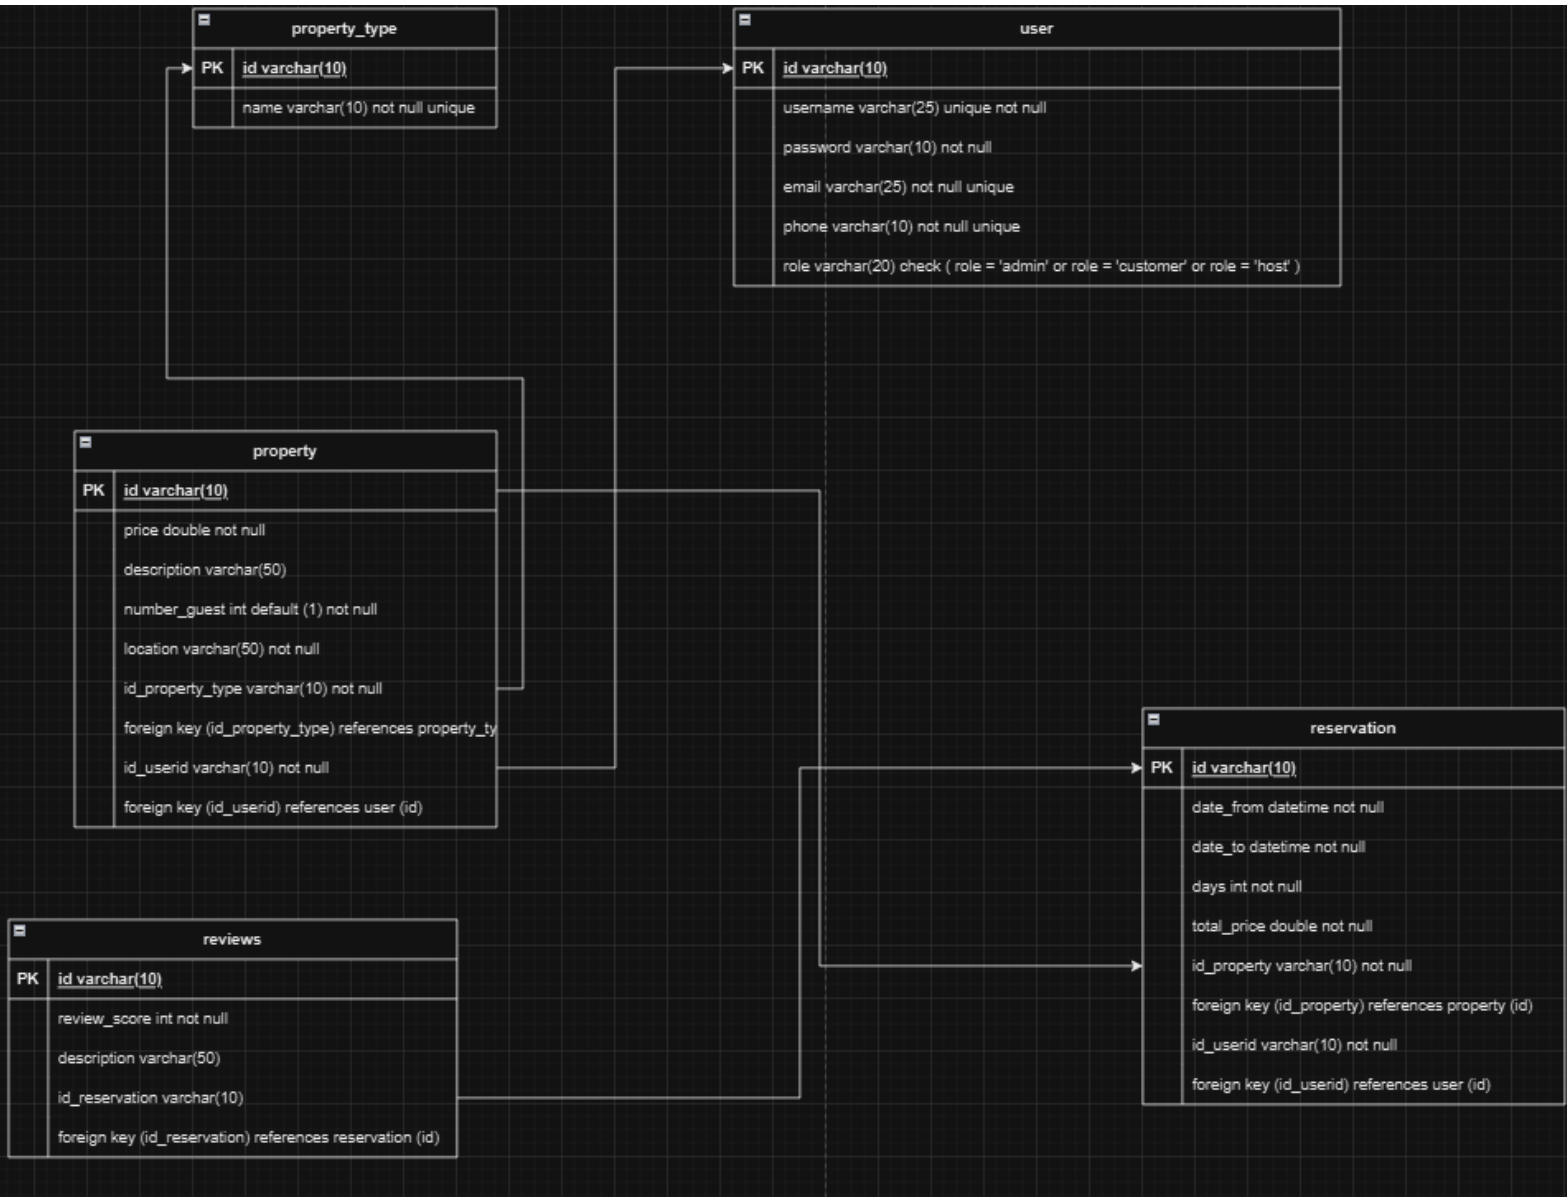 property_type
PK id varchar(10)
name varchar(10) not null unique
user
PK id varchar(10)
username varchar(25) unique not null
password varchar(10) not null
email varchar(25) not null unique
phone varchar(10) not null unique
role varchar(20) check ( role = 'admin' or role = 'customer' or role = 'host' )
property
PK id varchar(10)
price double not null
description varchar(50)
number_guest int default (1) not null
location varchar(50) not null
id_property_type varchar(10) not null
foreign key (id_property_type) references property_ty
id_userid varchar(10) not null
foreign key (id_userid) references user (id)
reservation
PK id varchar(10)
date_from datetime not null
date_to datetime not null
days int not null
total_price double not null
id_property varchar(10) not null
foreign key (id_property) references property (id)
id_userid varchar(10) not null
foreign key (id_userid) references user (id)
reviews
PK id varchar(10)
review_score int not null
description varchar(50)
id_reservation varchar(10)
foreign key (id_reservation) references reservation (id)